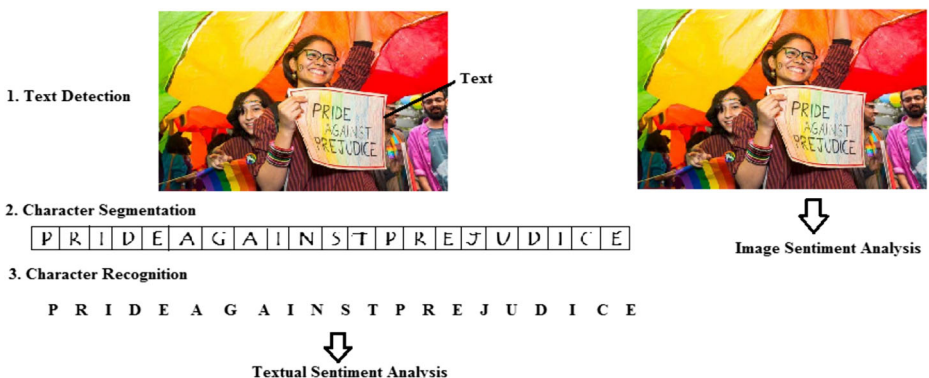 1. Text Detection
Text
PRIDE
AGAINST
PREJUDICE
PRIDE
AGAINST
PREJUDICE
2. Character Segmentation
P R I D E A G A I N S T P R E J U D I C E
Image Sentiment Analysis
3. Character Recognition
P R I D E A G A I N S T P R E J U D I C E
Textual Sentiment Analysis